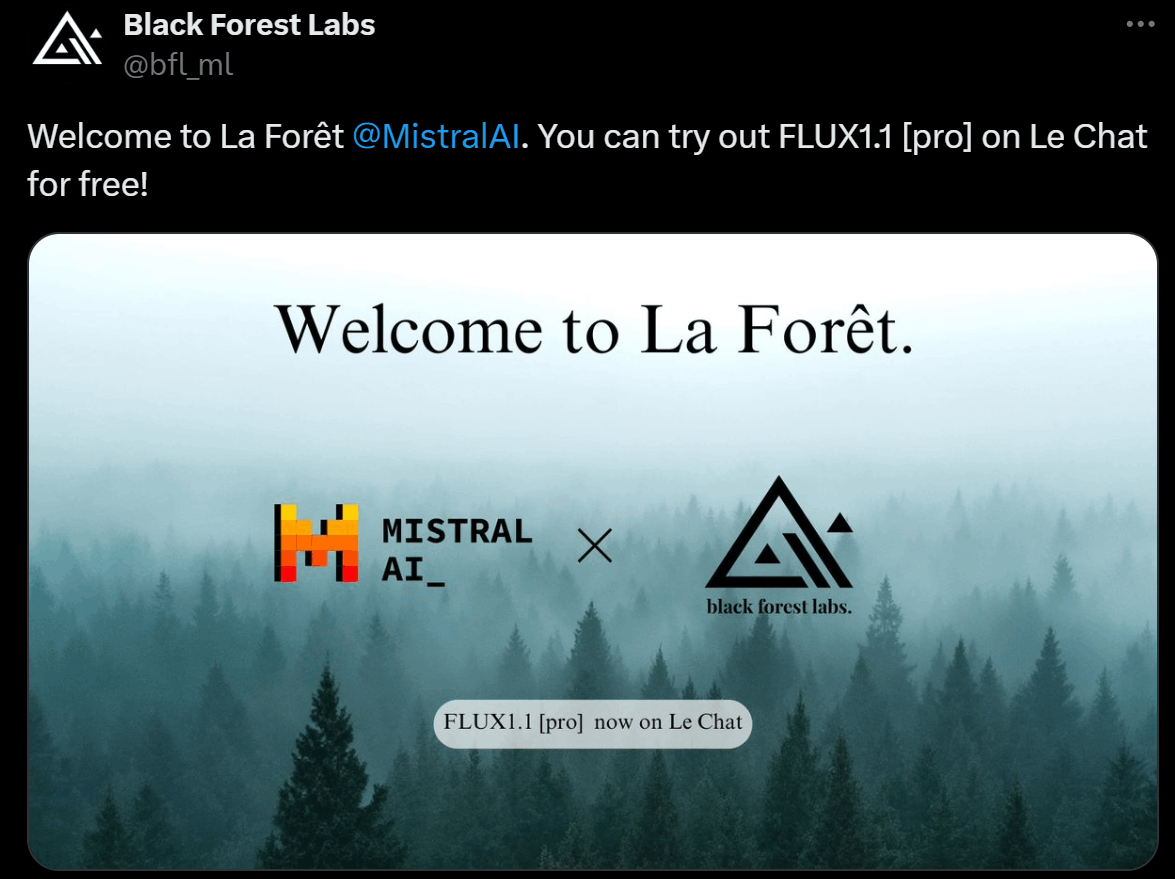 Black Forest Labs
@bfl_ml
Welcome to La Forêt @MistralAI. You can try out FLUX1.1 [pro] on Le Chat
for free!
Welcome to La Forêt.
MISTRAL
AI_
black forest labs.
FLUX1.1 [pro] now on Le Chat